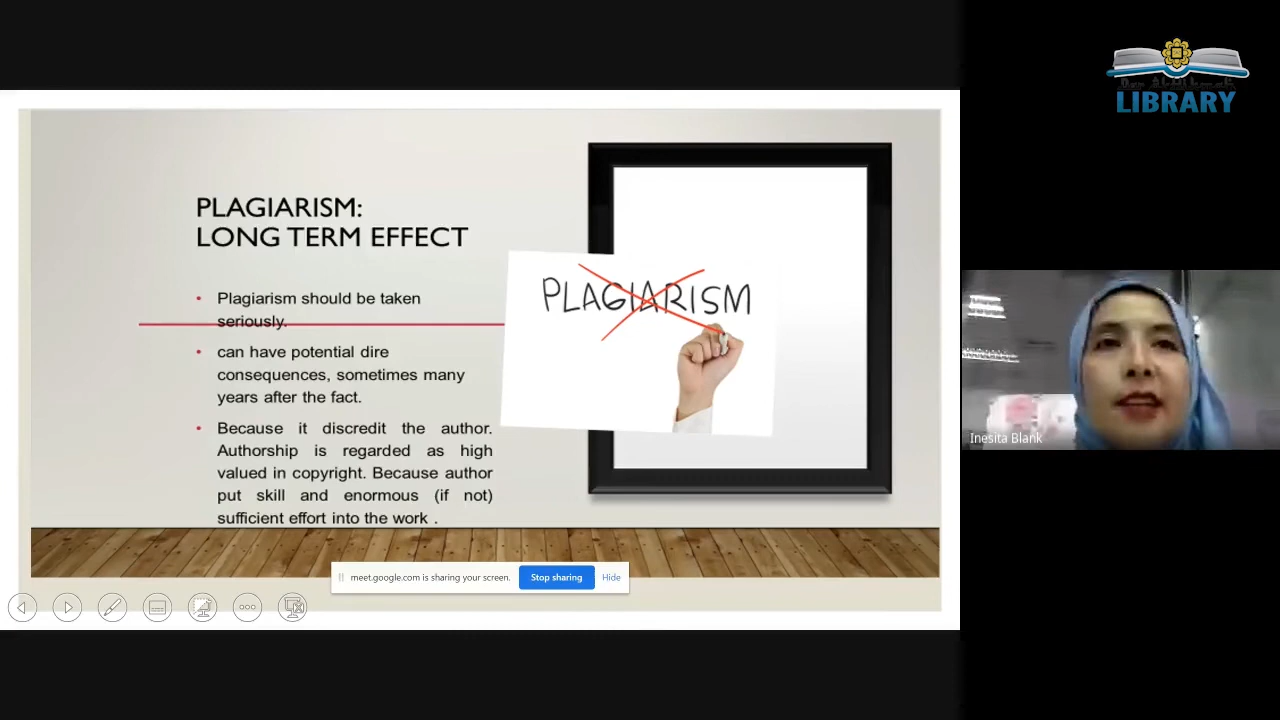 LIBRARY
PLAGIARISM:
LONG TERM EFFECT
• Plagiarism should be taken
seriously.
• can have potential dire
consequences, sometimes many
years after the fact.
• Because it discredit the author.
Authorship is regarded as high
valued in copyright. Because author
put skill and enormous (if not)
sufficient effort into the work .
PLAGIARISM
meet.google.com is sharing your screen.
Stop sharing
Hide
Inesita Blank